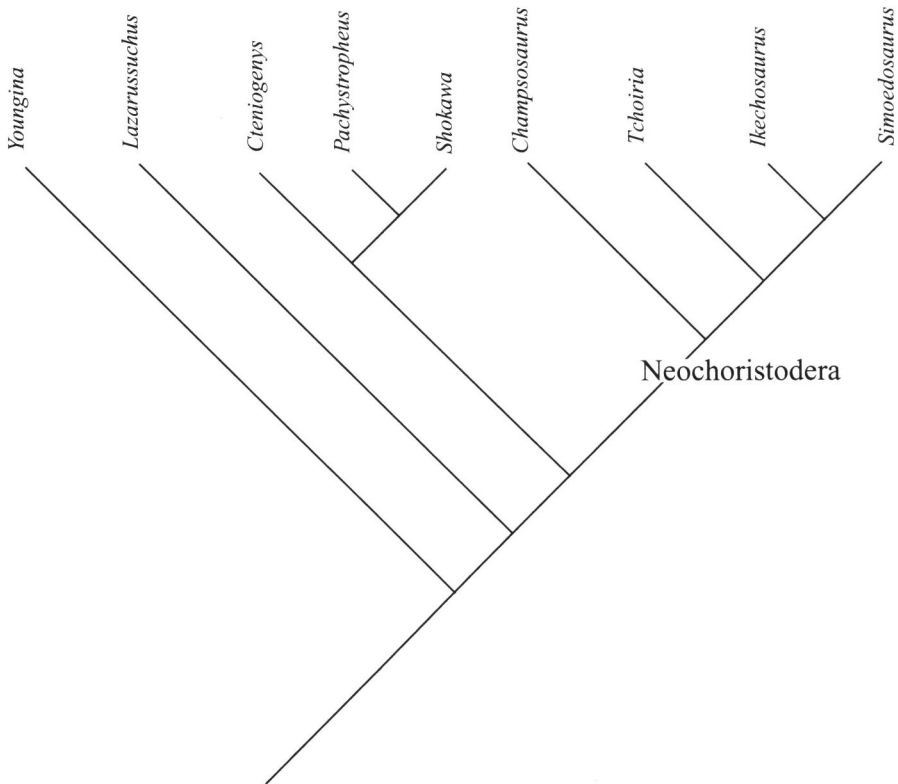 Youngina
Lazarussuchus
Cteniogenys
Pachystropheus
Shokawa
Champsosaurus
Tchoiria
Ikechosaurus
Simoedosaurus
Neochoristodera